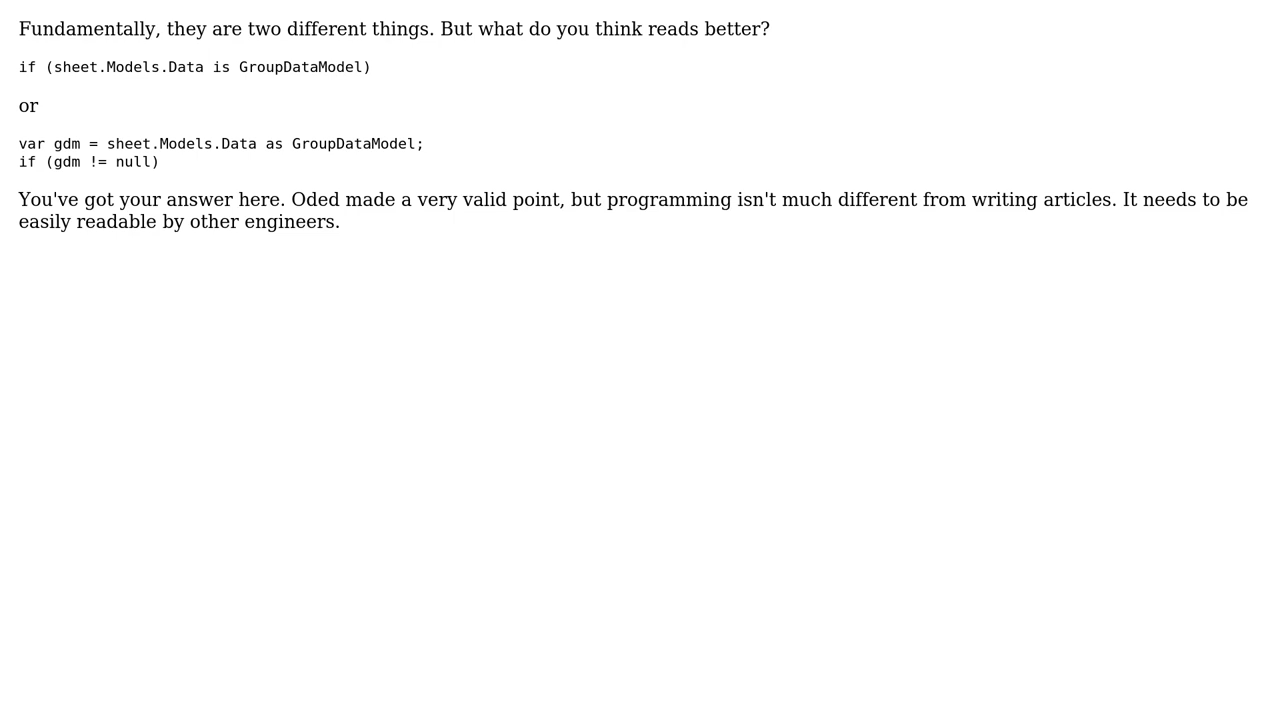 Fundamentally, they are two different things. But what do you think reads better?
if (sheet.Models.Data is GroupDataModel)
or
var gdm = sheet.Models.Data as GroupDataModel;
if (gdm != null)
You've got your answer here. Oded made a very valid point, but programming isn't much different from writing articles. It needs to be
easily readable by other engineers.